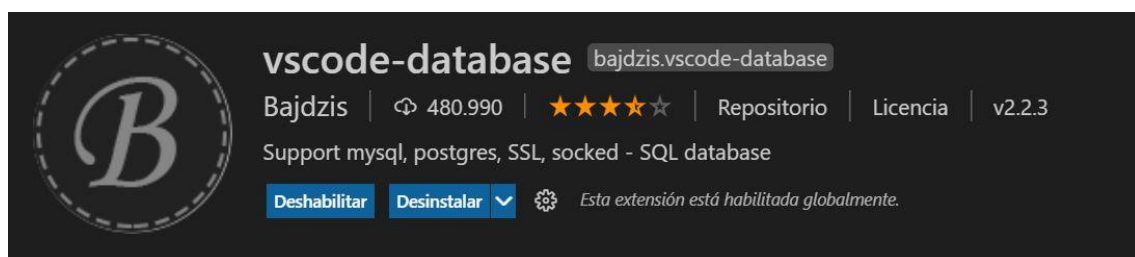 B
vscode-database bajdzis.vscode-database
Bajdzis 480.990 Repositorio Licencia v2.2.3
Support mysql, postgres, SSL, socked - SQL database
Deshabilitar Desinstalar Esta extensión está habilitada globalmente.